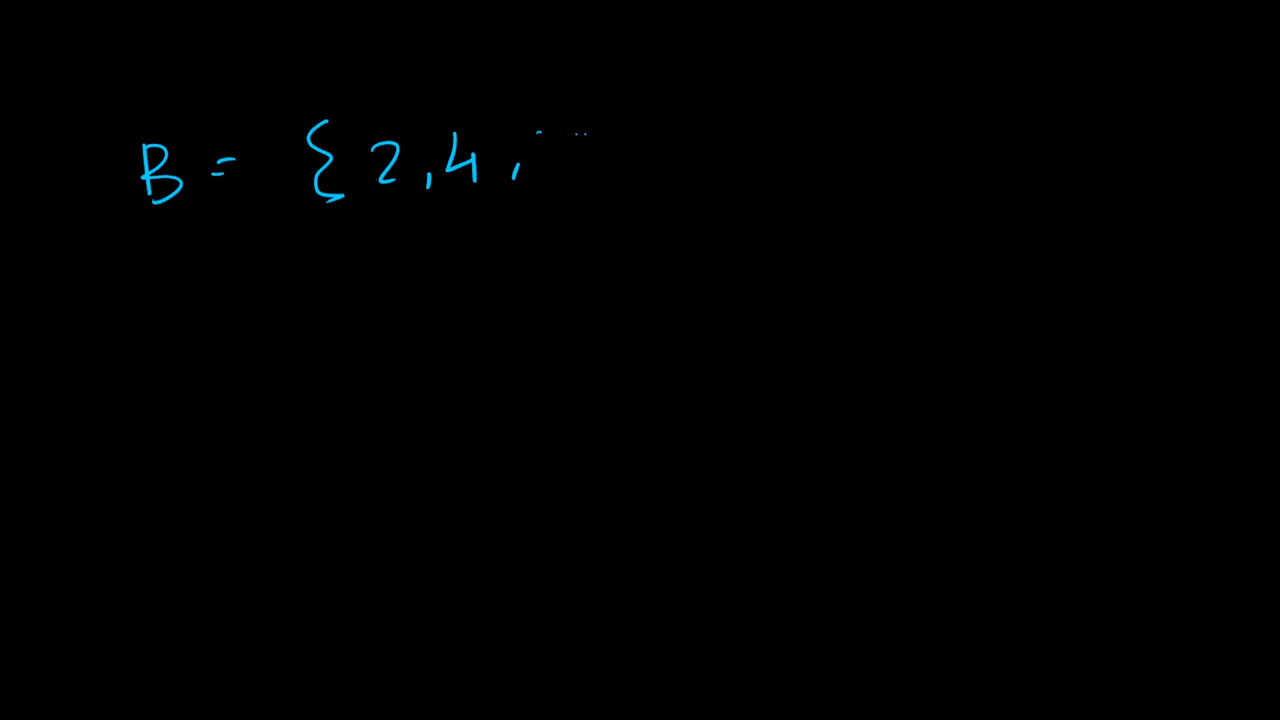 B = { 2, 4,